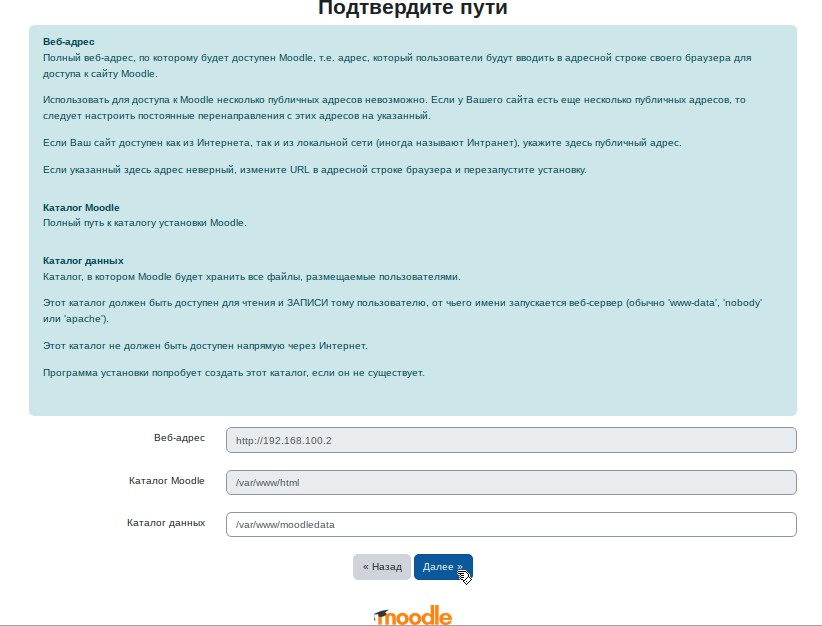 Подтвердите пути
Веб-адрес
Полный веб-адрес, по которому будет доступен Moodle, т.е. адрес, который пользователи будут вводить в адресной строке своего браузера для
доступа к сайту Moodle.
Использовать для доступа к Moodle несколько публичных адресов невозможно. Если у Вашего сайта есть еще несколько публичных адресов, то
следует настроить постоянные перенаправления с этих адресов на указанный.
Если Ваш сайт доступен как из Интернета, так и из локальной сети (иногда называют Интранет), укажите здесь публичный адрес.
Если указанный здесь адрес неверный, измените URL в адресной строке браузера и перезапустите установку.
Каталог Moodle
Полный путь к каталогу установки Moodle.
Каталог данных
Каталог, в котором Moodle будет хранить все файлы, размещаемые пользователями.
Этот каталог должен быть доступен для чтения и ЗАПИСИ тому пользователю, от чьего имени запускается веб-сервер (обычно 'www-data', 'nobody'
или 'apache').
Этот каталог не должен быть доступен напрямую через Интернет.
Программа установки попробует создать этот каталог, если он не существует.
Веб-адрес http://192.168.100.2
Каталог Moodle /var/www/html
Каталог данных /var/www/moodledata
« Назад Далее »
moodle